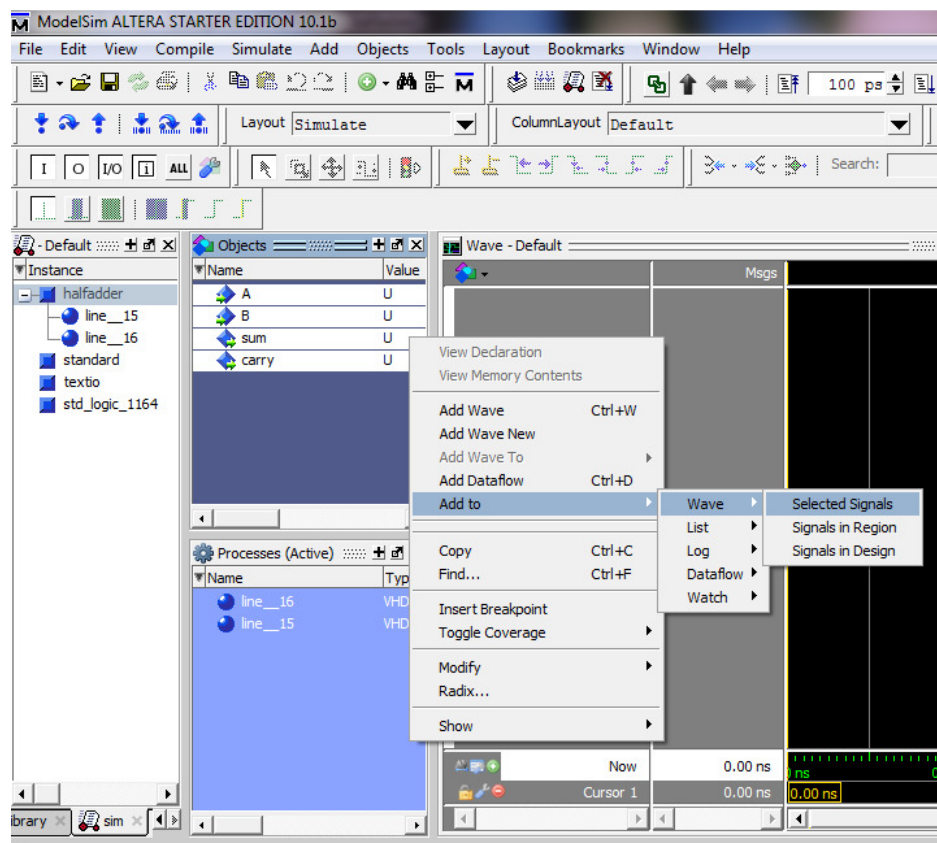 ModelSim ALTERA STARTER EDITION 10.1b
File Edit View Compile Simulate Add Objects Tools Layout Bookmarks Window Help
100 ps
Layout Simulate
ColumnLayout Default
I O I/O i ALL
Search:
- Default
Instance
halfadder
line__15
line__16
standard
textio
std_logic_1164
Objects
Name Value
A U
B U
sum U
carry U
Processes (Active)
Name Typ
line__16 VHD
line__15 VHD
ibrary sim
Wave - Default
Msgs
View Declaration
View Memory Contents
Add Wave Ctrl+W
Add Wave New
Add Wave To
Add Dataflow Ctrl+D
Add to
Copy Ctrl+C
Find... Ctrl+F
Insert Breakpoint
Toggle Coverage
Modify
Radix...
Show
Wave
List
Log
Dataflow
Watch
Selected Signals
Signals in Region
Signals in Design
Now 0.00 ns
Cursor 1 0.00 ns
ns
0.00 ns